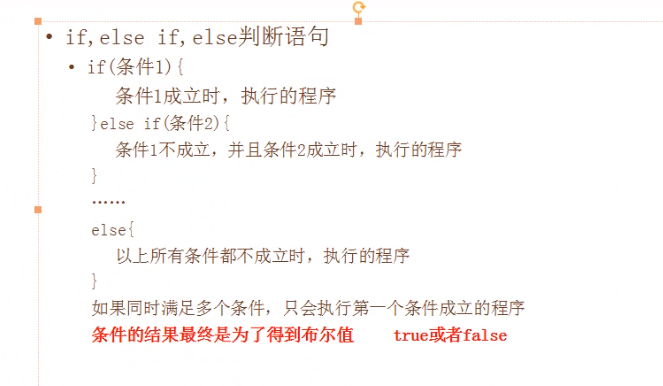 • if,else if,else判断语句
• if(条件1){
条件1成立时，执行的程序
}else if(条件2){
条件1不成立，并且条件2成立时，执行的程序
}
……
else{
以上所有条件都不成立时，执行的程序
}
如果同时满足多个条件，只会执行第一个条件成立的程序
条件的结果最终是为了得到布尔值 true或者false